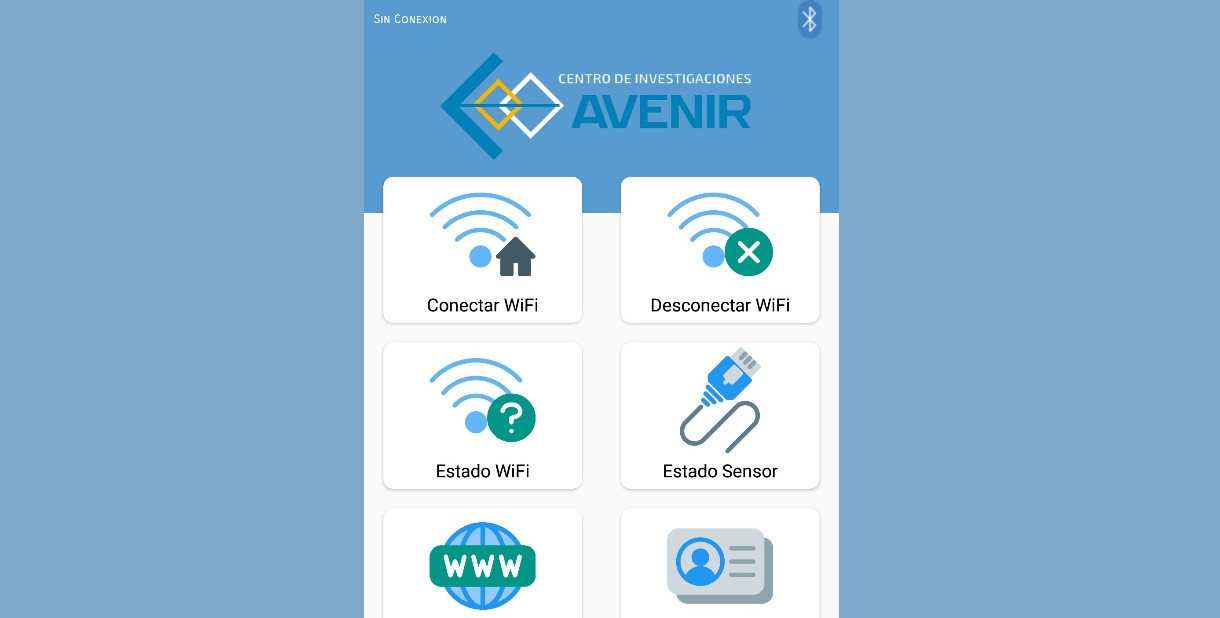 Sin Conexion
CENTRO DE INVESTIGACIONES
AVENIR
Conectar WiFi
Desconectar WiFi
Estado WiFi
Estado Sensor
WWW